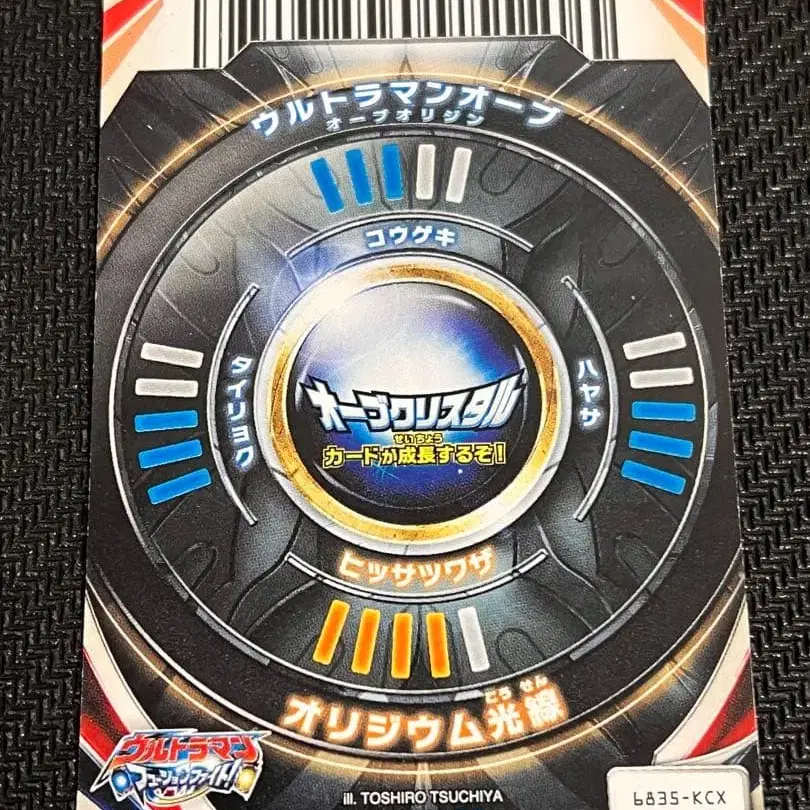 ウルトラマンオーブ
オーブオリジン
コウゲキ
タイリョク
ハヤサ
オーブクリスタル
せいちょう
カードが成長するぞ!
ヒッサツワザ
こうせん
オリジウム光線
ウルトラマン
フュージョンファイト!
ill. TOSHIRO TSUCHIYA
6835-KCX